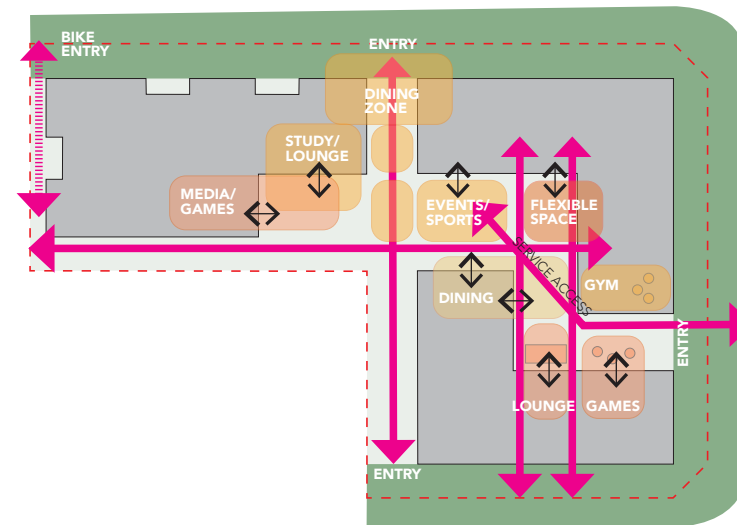 BIKE
ENTRY
ENTRY
DINING
ZONE
STUDY/
LOUNGE
MEDIA/
GAMES
EVENTS/
SPORTS
FLEXIBLE
SPACE
SERVICE ACCESS
DINING
GYM
ENTRY
LOUNGE
GAMES
ENTRY